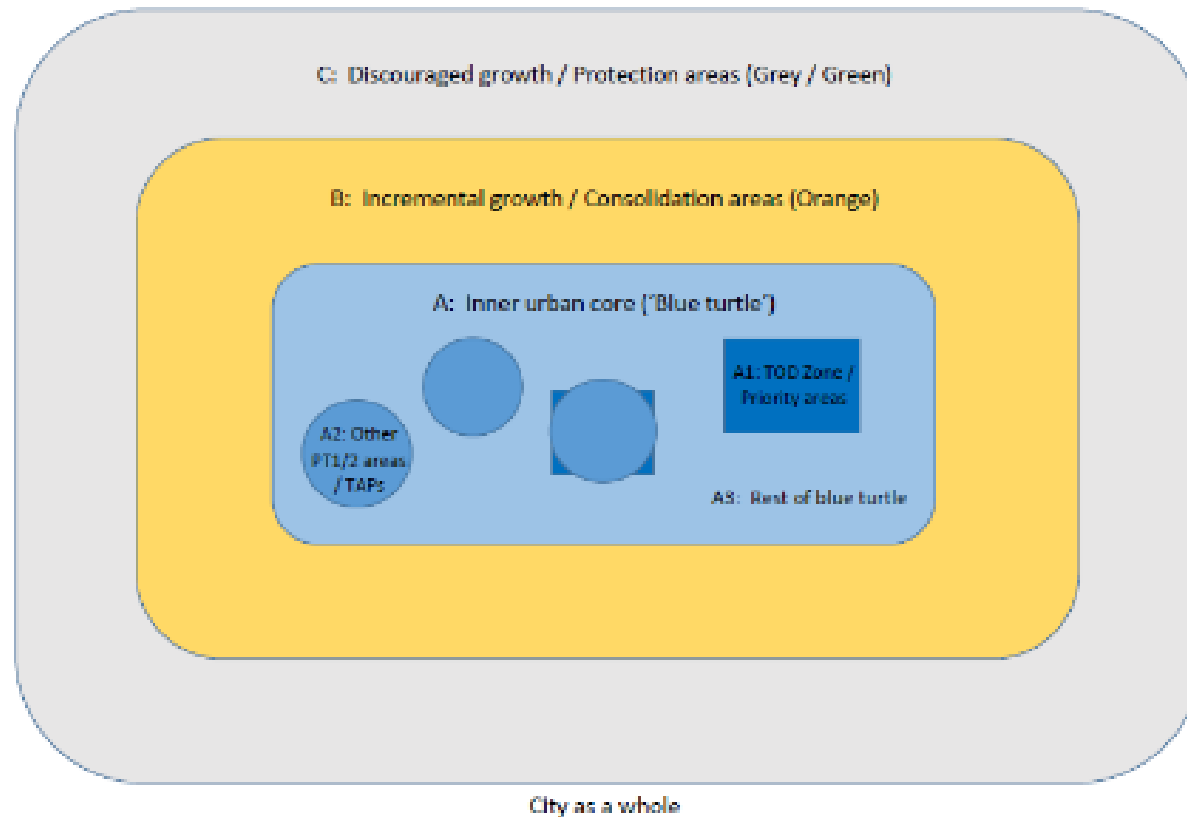 C: Discouraged growth / Protection areas (Grey / Green)
B: Incremental growth / Consolidation areas (Orange)
A: Inner urban core ('Blue turtle')
A1: TOD Zone /
Priority areas
A2: Other
PT1/2 areas
/ TAPs
A3: Rest of blue turtle
City as a whole